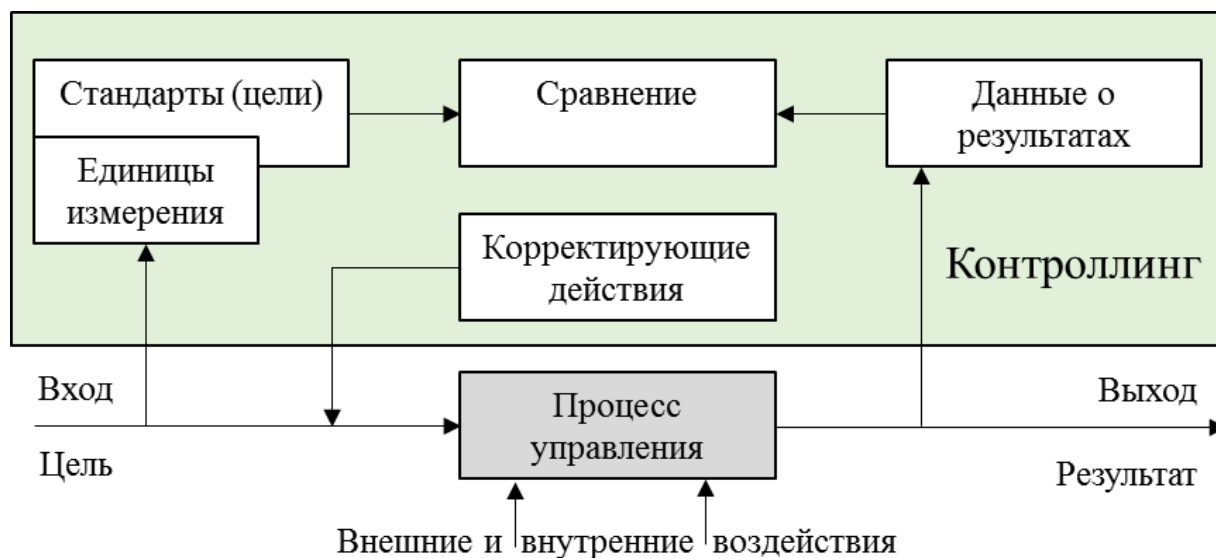 Стандарты (цели)
Единицы
измерения
Сравнение
Данные о
результатах
Корректирующие
действия
Контроллинг
Вход
Цель
Процесс
управления
Выход
Результат
Внешние и внутренние воздействия